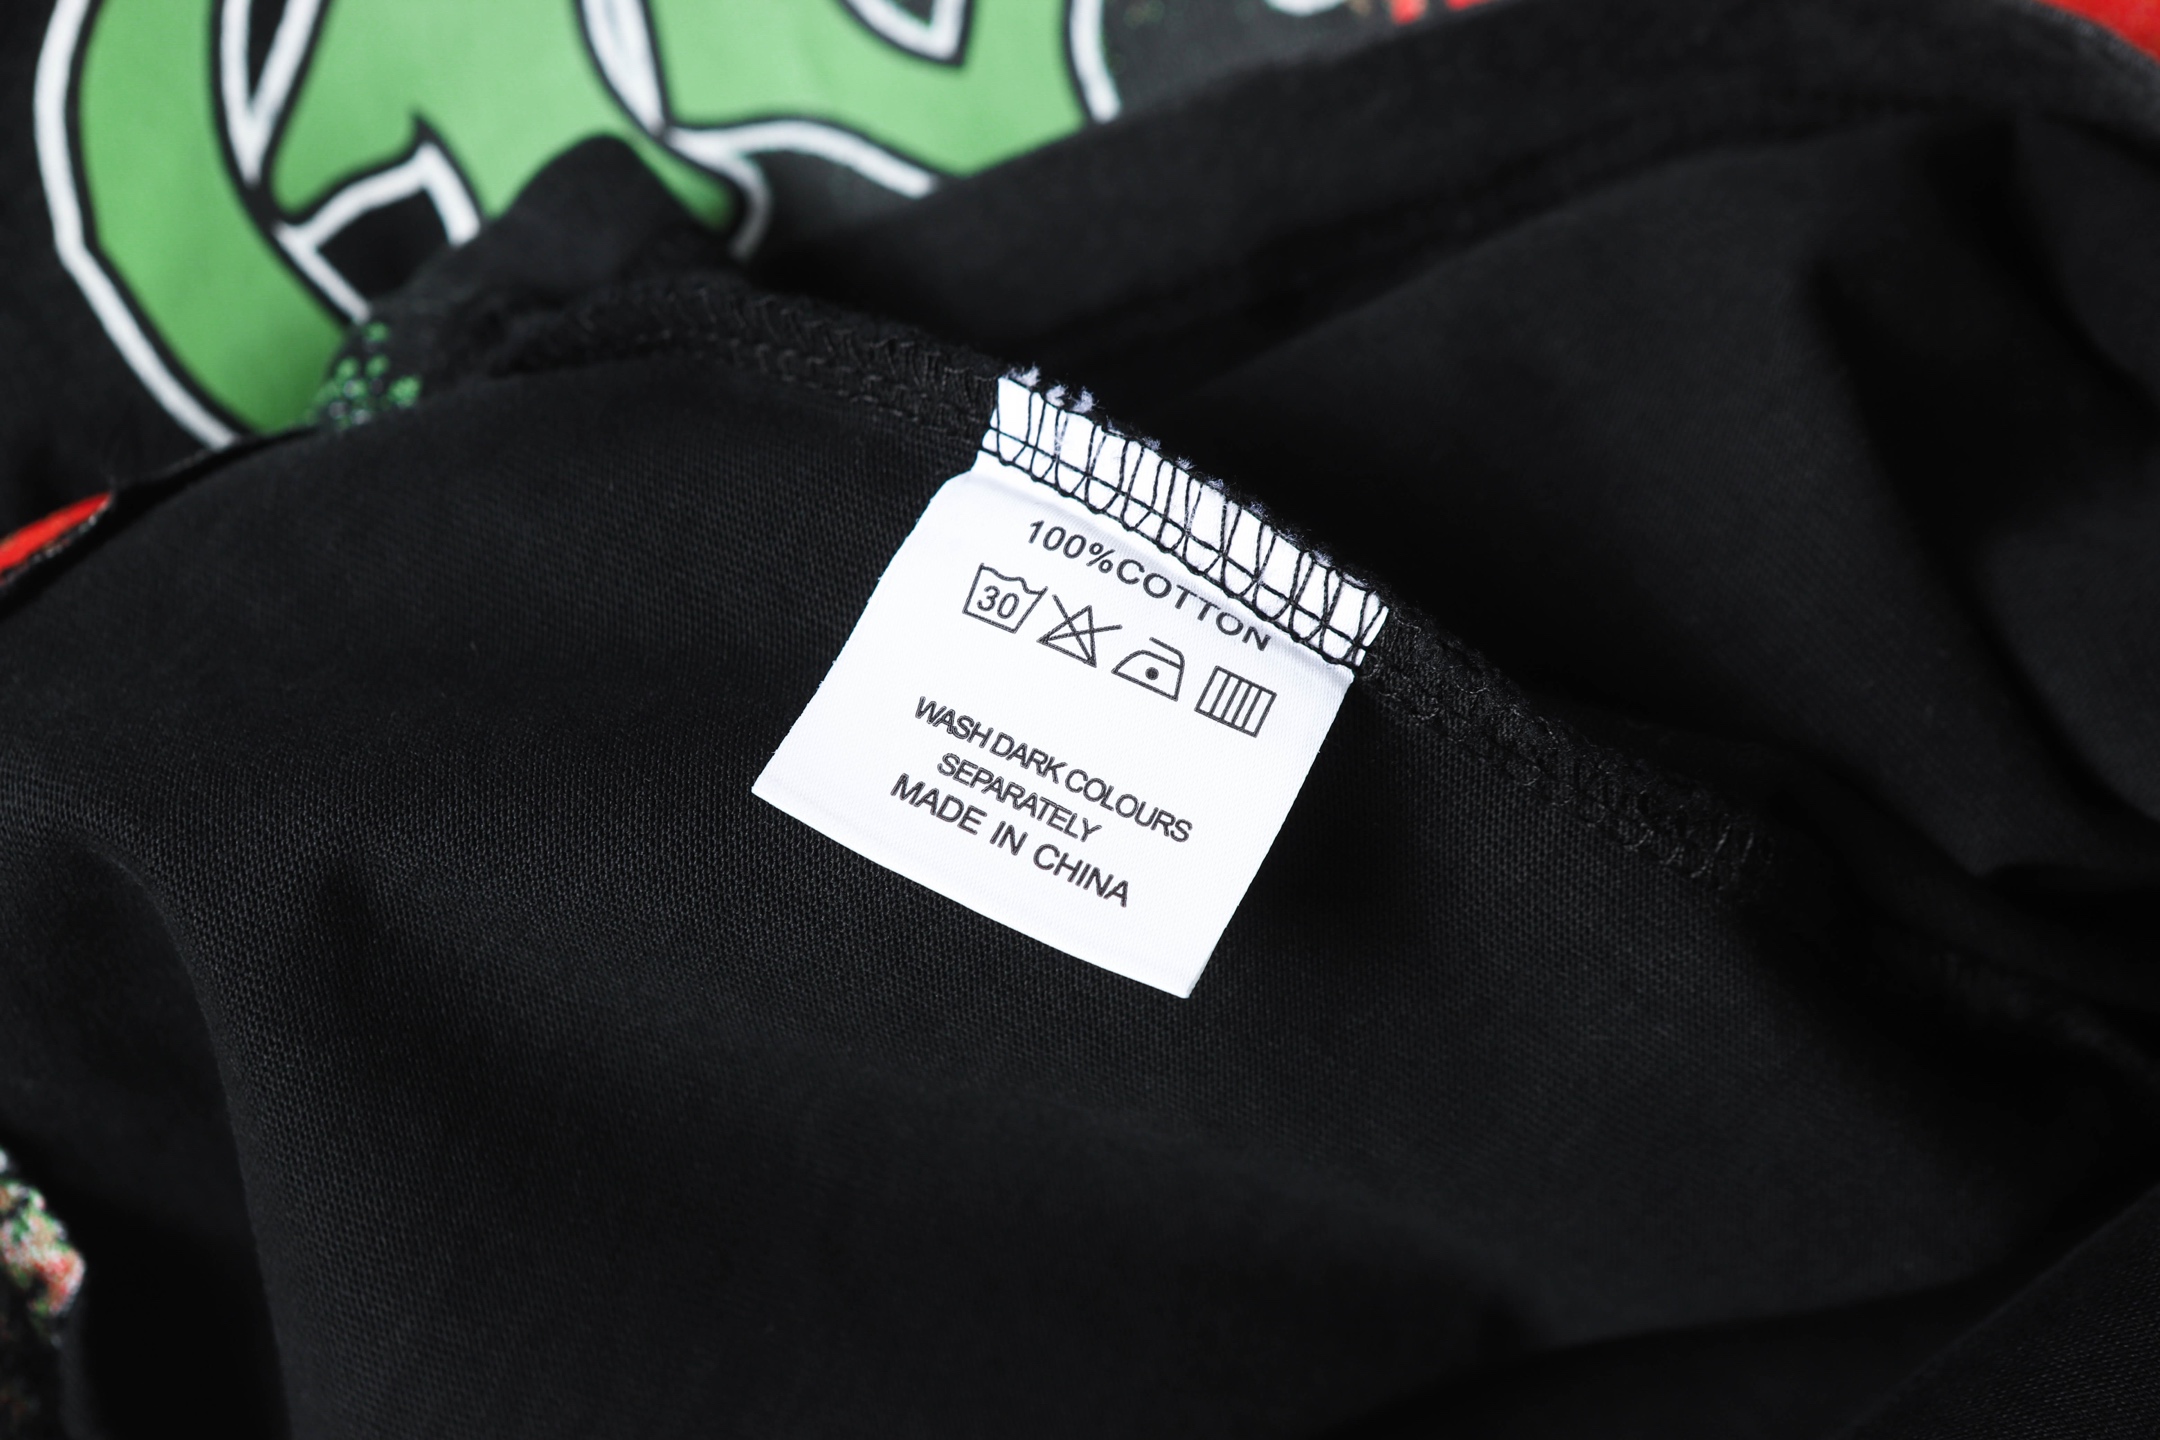 100%COTTON
30
WASH DARK COLOURS
SEPARATELY
MADE IN CHINA